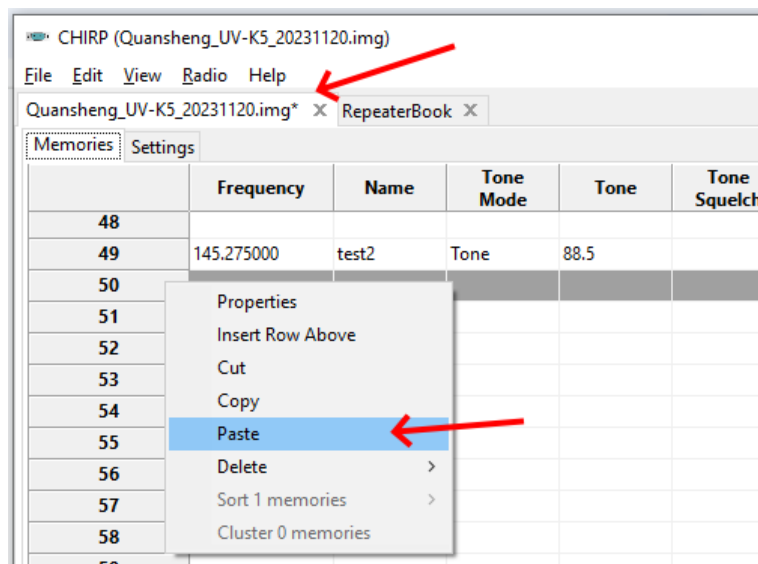 CHIRP (Quansheng_UV-K5_20231120.img)
File Edit View Radio Help
Quansheng_UV-K5_20231120.img* X RepeaterBook X
Memories Settings
Frequency Name Tone Mode Tone Tone Squelch
48
49 145.275000 test2 Tone 88.5
50
51
52
53
54
55
56
57
58
Properties
Insert Row Above
Cut
Copy
Paste
Delete >
Sort 1 memories >
Cluster 0 memories